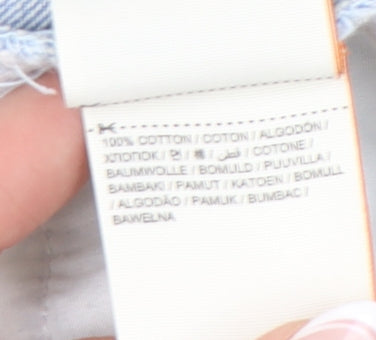 100% COTTON / COTON / ALGODÓN /
ХЛОПОК / 면 / 棉 / قطن / COTONE /
BAUMWOLLE / BOMULD / PUUVILLA /
BAMBAKI / PAMUT / KATOEN / BOMULL
/ ALGODÃO / PAMUK / BUMBAC /
BAWEŁNA